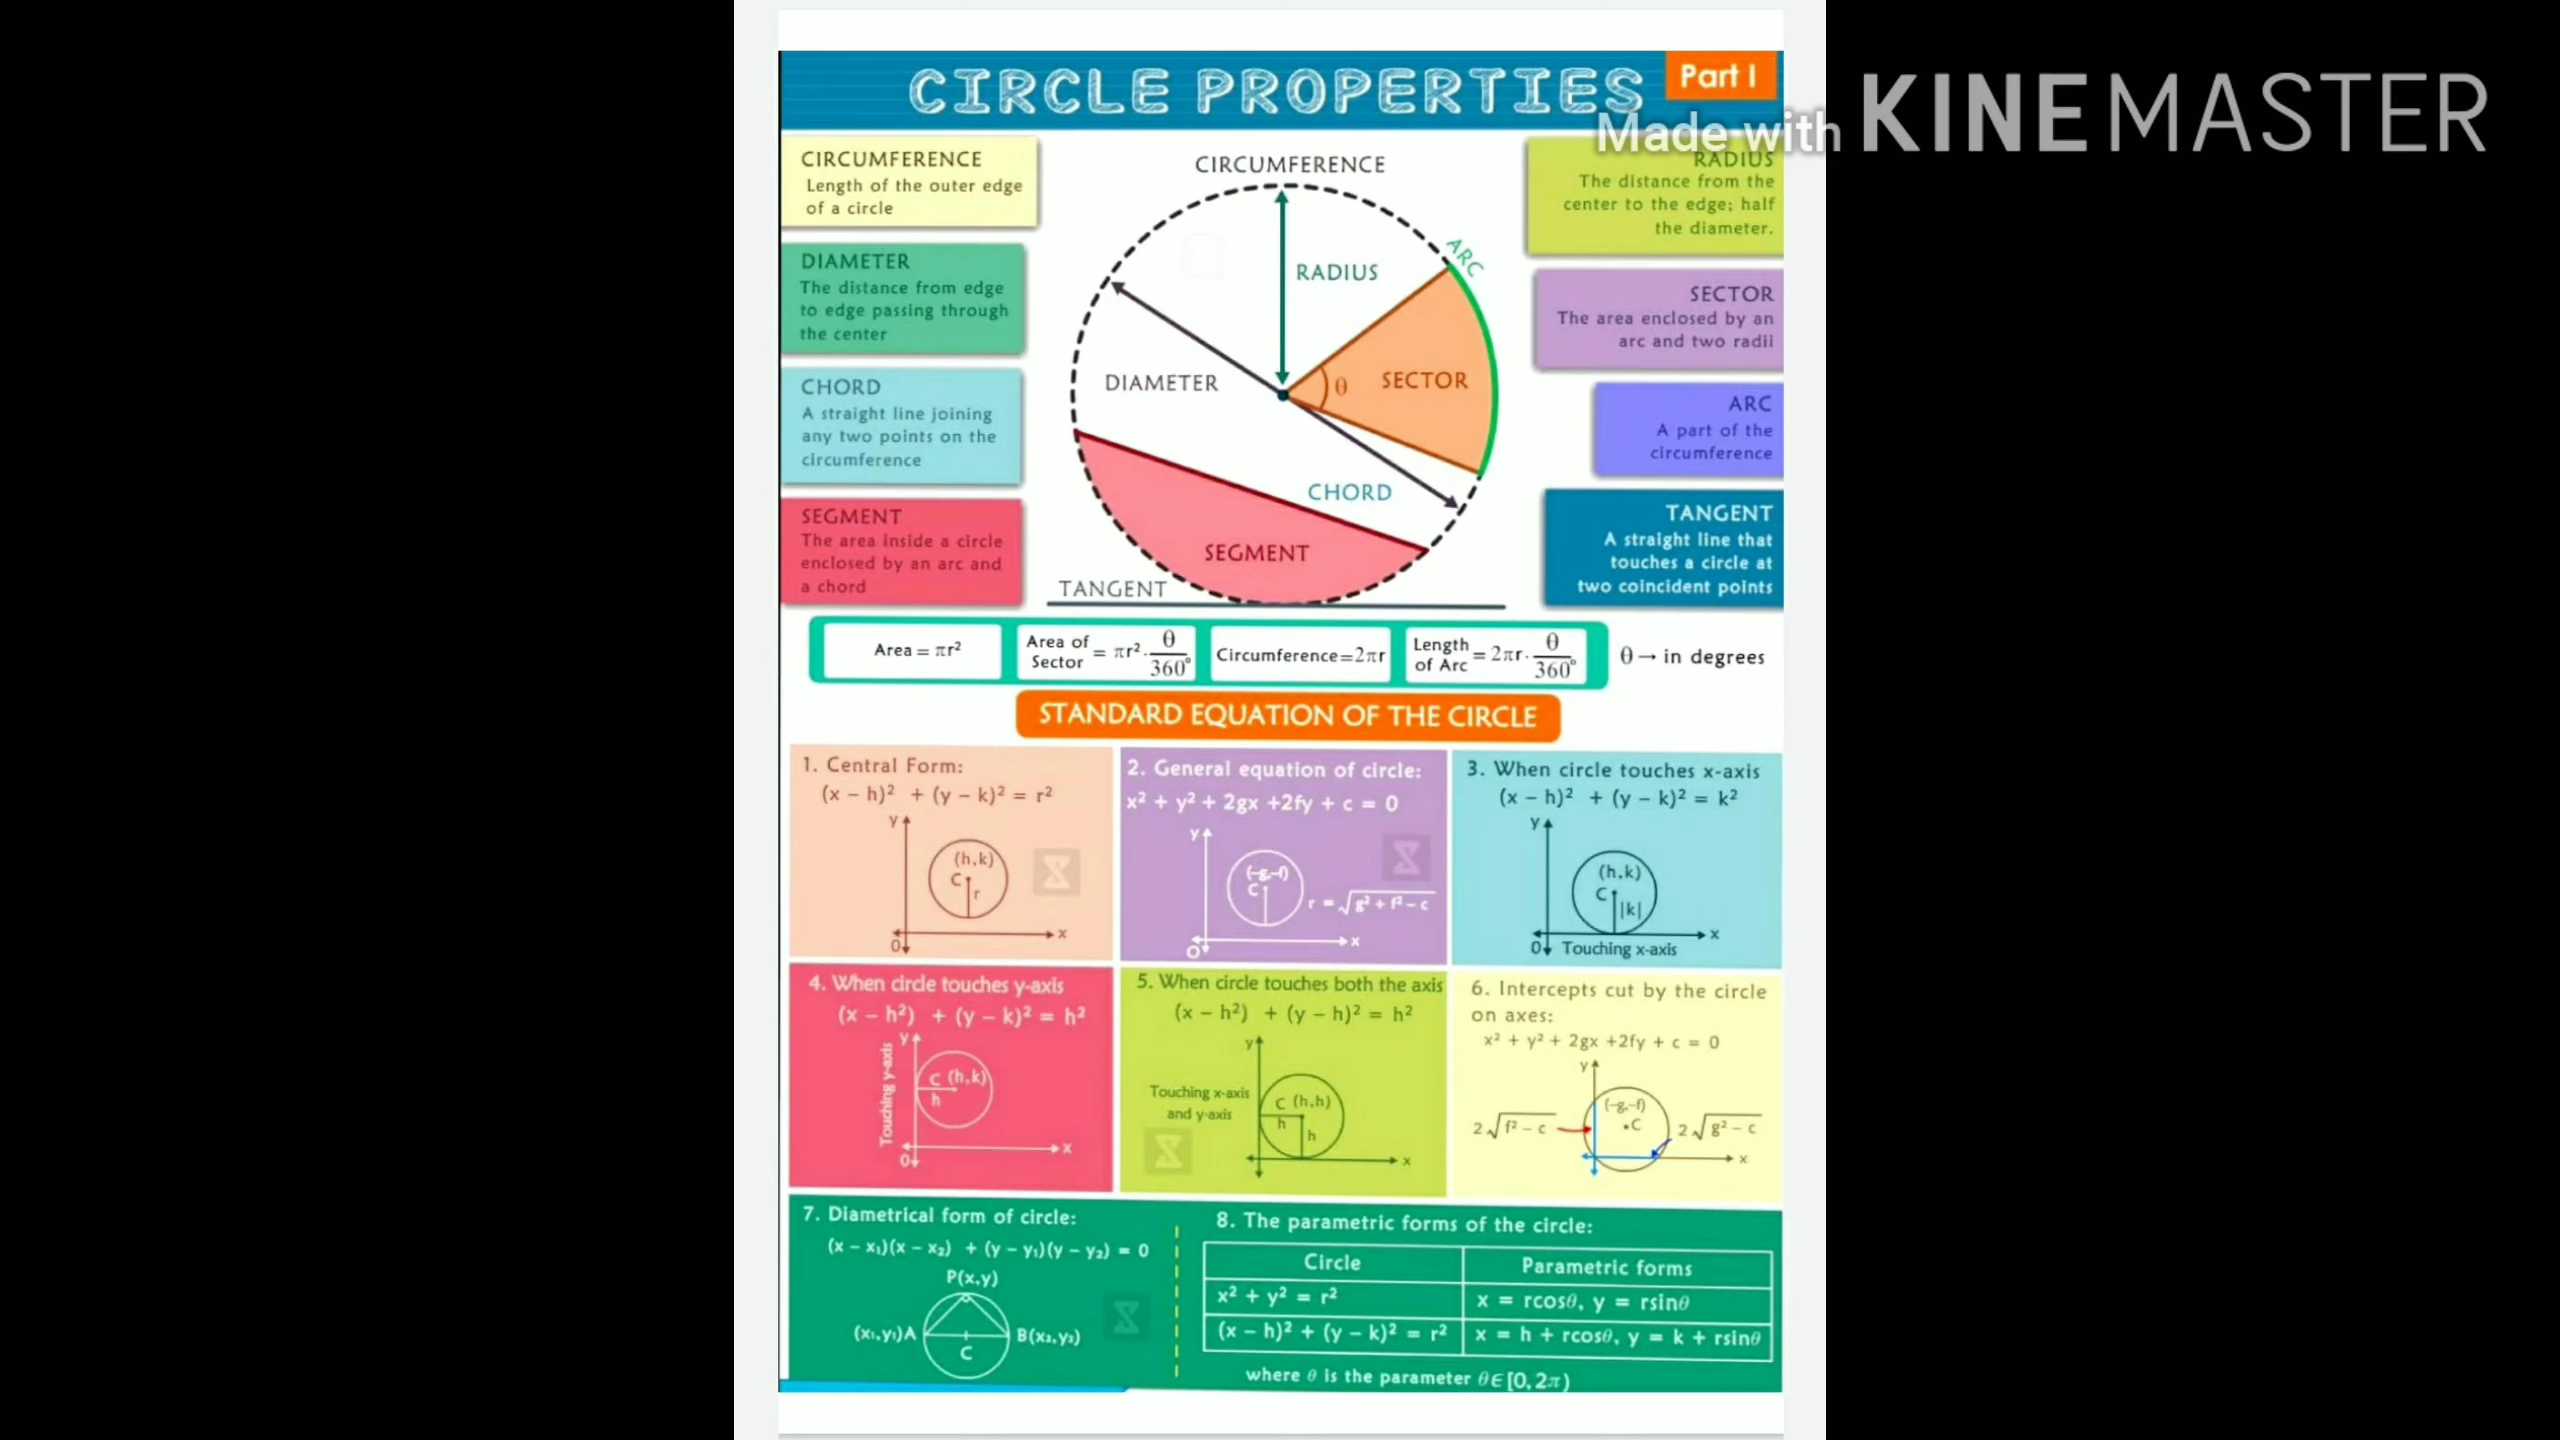 CIRCLE PROPERTIES
Part I
Made with KINEMASTER
CIRCUMFERENCE
Length of the outer edge
of a circle
DIAMETER
The distance from edge
to edge passing through
the center
CHORD
A straight line joining
any two points on the
circumference
SEGMENT
The area inside a circle
enclosed by an arc and
a chord
CIRCUMFERENCE
ARC
RADIUS
DIAMETER
θ
SECTOR
CHORD
SEGMENT
TANGENT
RADIUS
The distance from the
center to the edge; half
the diameter.
SECTOR
The area enclosed by an
arc and two radii
ARC
A part of the
circumference
TANGENT
A straight line that
touches a circle at
two coincident points
Area = πr²
Area of Sector = πr² · θ/360°
Circumference=2πr
Length of Arc = 2πr · θ/360°
θ → in degrees
STANDARD EQUATION OF THE CIRCLE
1. Central Form:
(x – h)² + (y – k)² = r²
y
(h,k)
C
r
0
x
2. General equation of circle:
x² + y² + 2gx +2fy + c = 0
y
(-g,-f)
C
r = √g² + f² – c
O
x
3. When circle touches x-axis
(x – h)² + (y – k)² = k²
y
(h,k)
C
|k|
0
x
Touching x-axis
4. When circle touches y-axis
(x – h²) + (y – k)² = h²
y
Touching y-axis
C (h,k)
h
0
x
5. When circle touches both the axis
(x – h²) + (y – h)² = h²
y
Touching x-axis
and y-axis
C (h,h)
h
h
x
6. Intercepts cut by the circle
on axes:
x² + y² + 2gx +2fy + c = 0
y
(-g,-f)
C
2√f² – c
2√g² – c
x
7. Diametrical form of circle:
(x – x₁)(x – x₂) + (y – y₁)(y – y₂) = 0
P(x,y)
(x₁,y₁)A
B(x₂,y₂)
C
8. The parametric forms of the circle:
Circle
Parametric forms
x² + y² = r²
x = rcosθ, y = rsinθ
(x – h)² + (y – k)² = r²
x = h + rcosθ, y = k + rsinθ
where θ is the parameter θ∈[0, 2π)